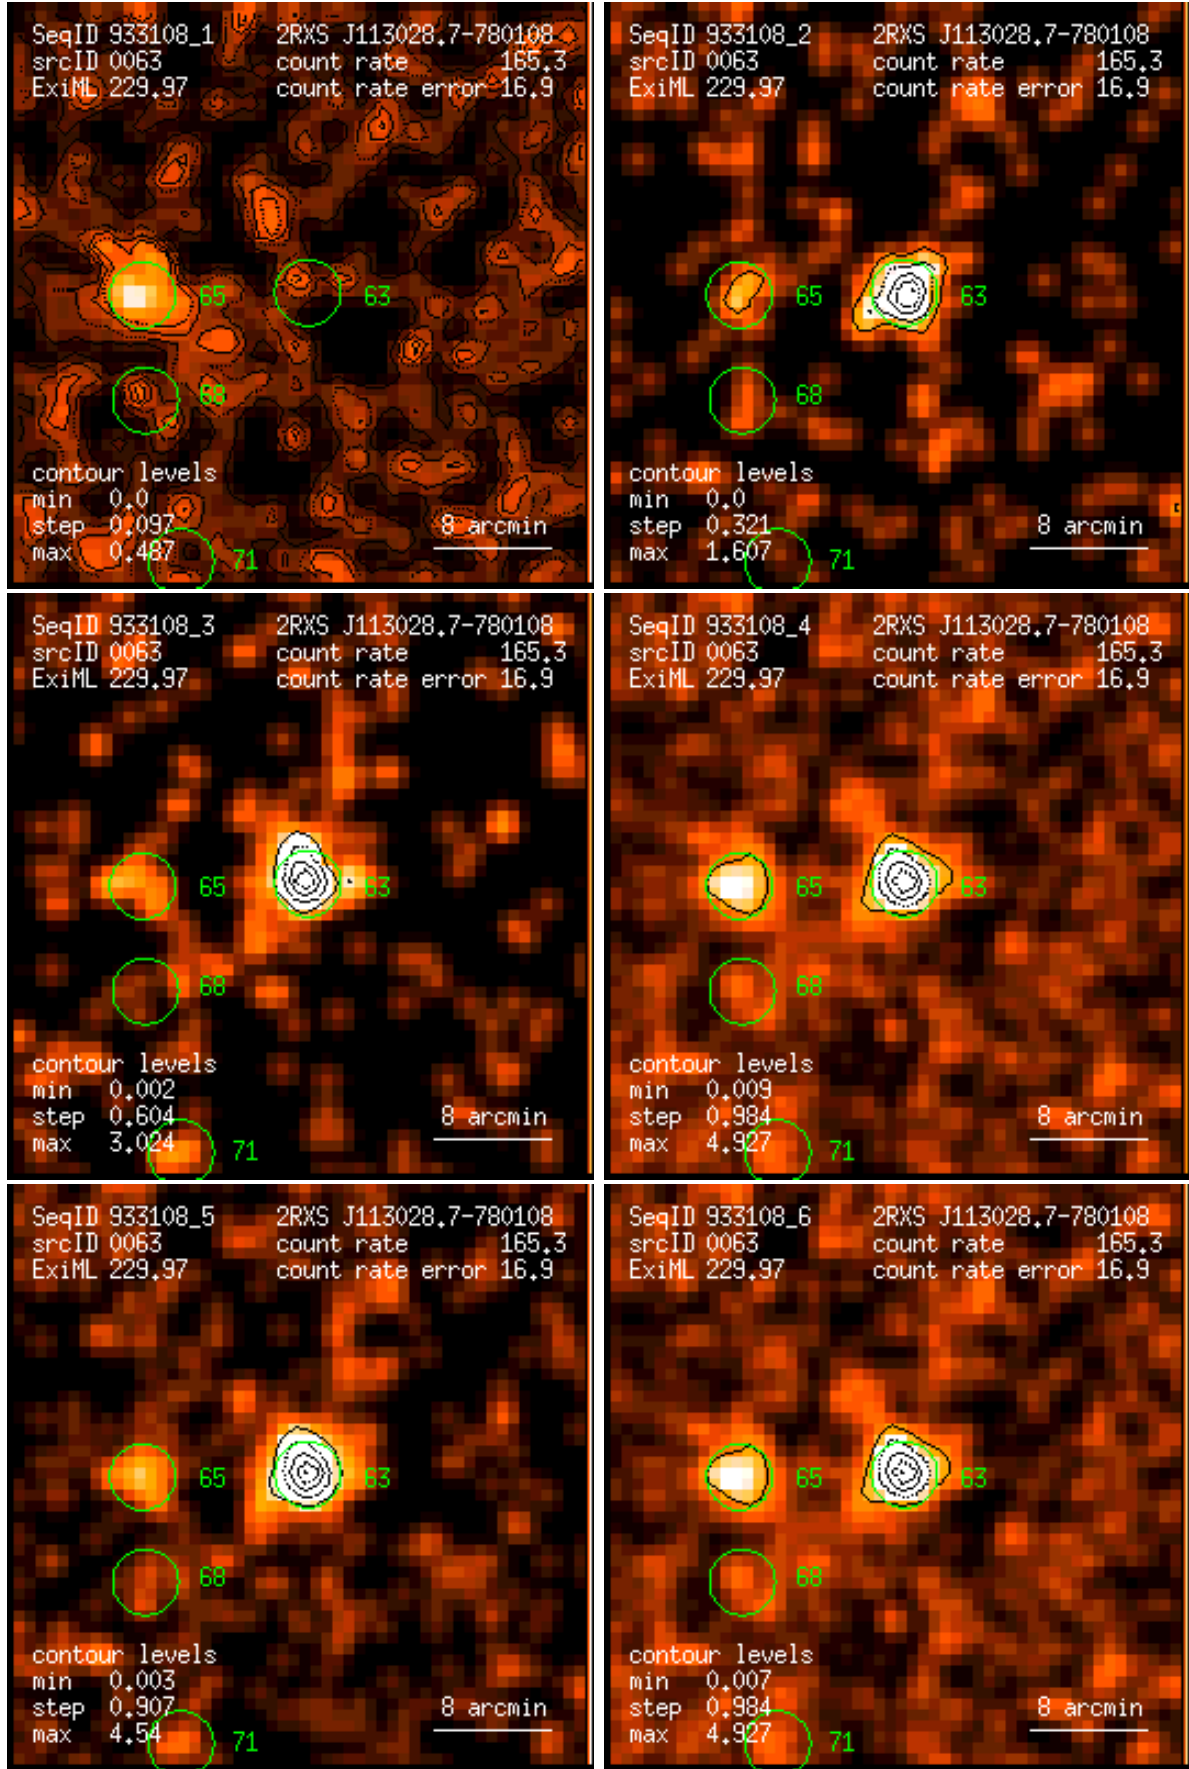 SeqID 933108_1 2RXS J113028.7-780108
srcID 0063 count rate 165.3
ExiML 229.97 count rate error 16.9
65
63
68
contour levels
min 0.0
step 0.097
max 0.487
8 arcmin
71
SeqID 933108_2 2RXS J113028.7-780108
srcID 0063 count rate 165.3
ExiML 229.97 count rate error 16.9
65
63
68
contour levels
min 0.0
step 0.321
max 1.607
8 arcmin
71
SeqID 933108_3 2RXS J113028.7-780108
srcID 0063 count rate 165.3
ExiML 229.97 count rate error 16.9
65
63
68
contour levels
min 0.002
step 0.604
max 3.024
8 arcmin
71
SeqID 933108_4 2RXS J113028.7-780108
srcID 0063 count rate 165.3
ExiML 229.97 count rate error 16.9
65
63
68
contour levels
min 0.009
step 0.984
max 4.927
8 arcmin
71
SeqID 933108_5 2RXS J113028.7-780108
srcID 0063 count rate 165.3
ExiML 229.97 count rate error 16.9
65
63
68
contour levels
min 0.003
step 0.907
max 4.54
8 arcmin
71
SeqID 933108_6 2RXS J113028.7-780108
srcID 0063 count rate 165.3
ExiML 229.97 count rate error 16.9
65
63
68
contour levels
min 0.007
step 0.984
max 4.927
8 arcmin
71